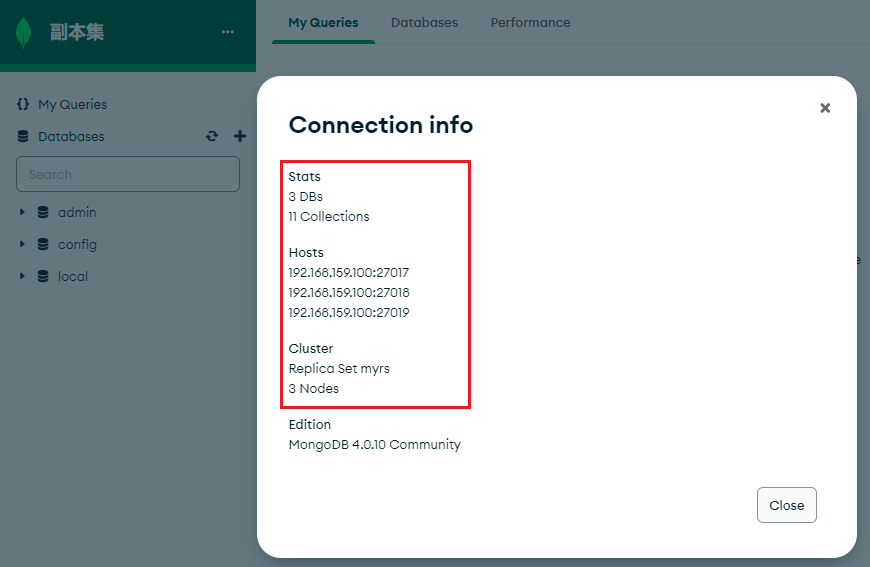 副本集
...
My Queries
Databases
Performance
{} My Queries
Databases
Search
admin
config
local
Connection info
Stats
3 DBs
11 Collections
Hosts
192.168.159.100:27017
192.168.159.100:27018
192.168.159.100:27019
Cluster
Replica Set myrs
3 Nodes
Edition
MongoDB 4.0.10 Community
Close